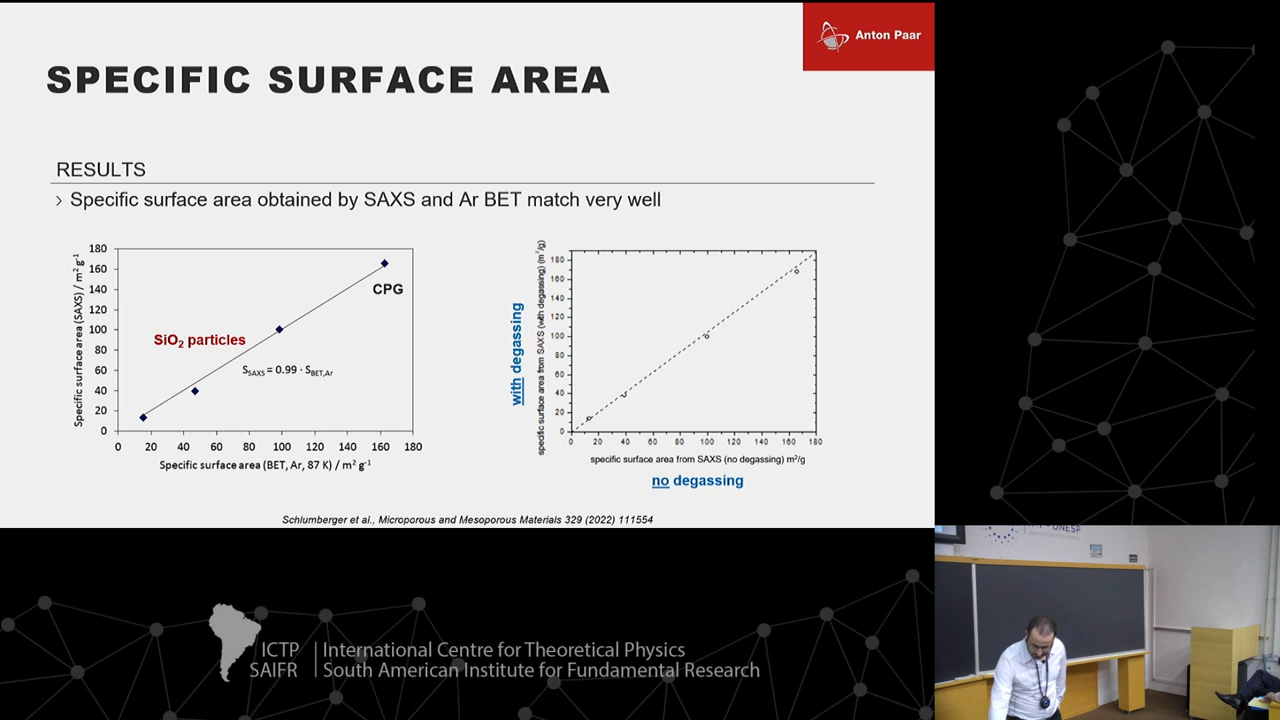 Anton Paar
SPECIFIC SURFACE AREA
RESULTS
› Specific surface area obtained by SAXS and Ar BET match very well
Specific surface area (SAXS) / m² g⁻¹
180
160
140
120
100
80
60
40
20
0
CPG
SiO₂ particles
S_SAXS = 0.99 · S_BET,Ar
0 20 40 60 80 100 120 140 160 180
Specific surface area (BET, Ar, 87 K) / m² g⁻¹
with degassing
specific surface area from SAXS (with degassing) (m²/g)
180
160
140
120
100
80
60
40
20
0
0 20 40 60 80 100 120 140 160 180
specific surface area from SAXS (no degassing) m²/g
no degassing
Schlumberger et al., Microporous and Mesoporous Materials 329 (2022) 111554
UNESP
ICTP
SAIFR
International Centre for Theoretical Physics
South American Institute for Fundamental Research